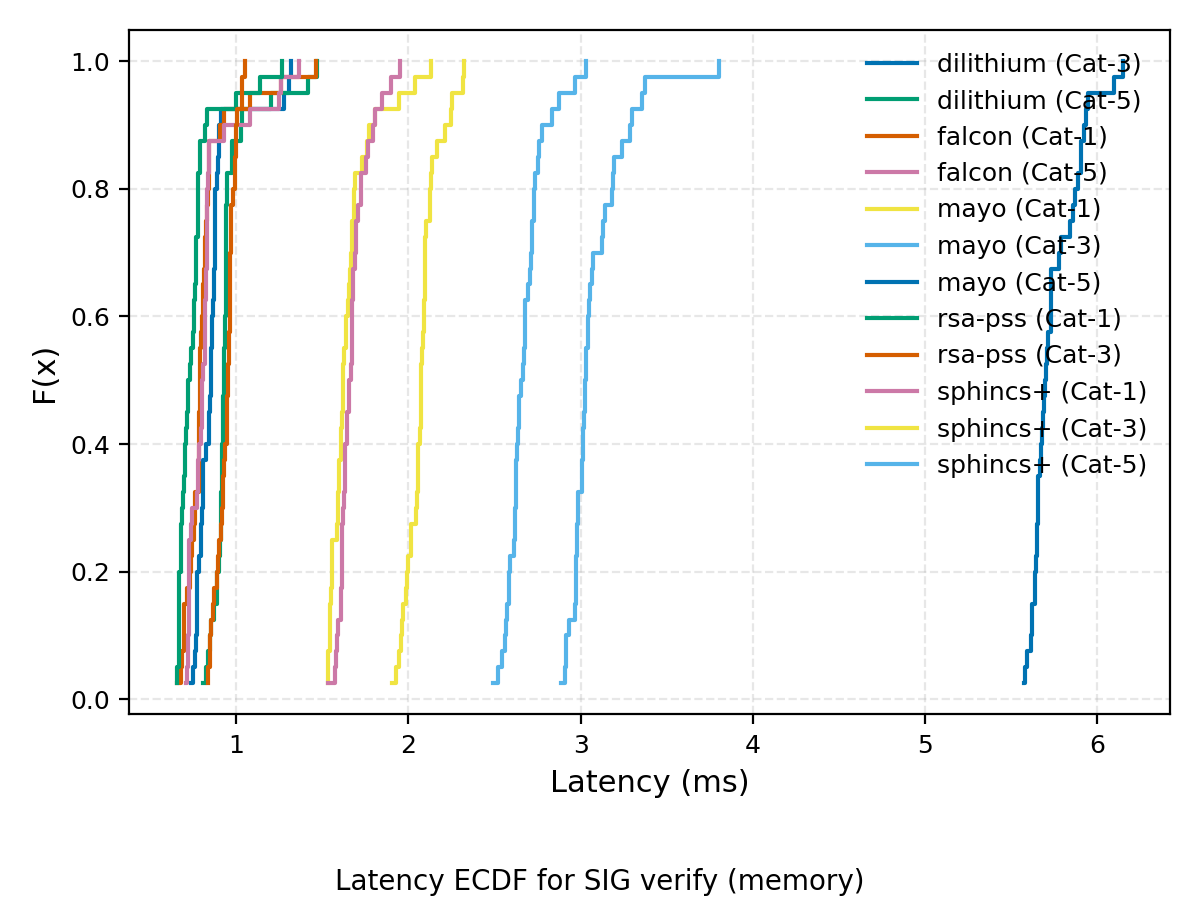 1.0
0.8
0.6
0.4
0.2
0.0
F(x)
dilithium (Cat-3)
dilithium (Cat-5)
falcon (Cat-1)
falcon (Cat-5)
mayo (Cat-1)
mayo (Cat-3)
mayo (Cat-5)
rsa-pss (Cat-1)
rsa-pss (Cat-3)
sphincs+ (Cat-1)
sphincs+ (Cat-3)
sphincs+ (Cat-5)
1 2 3 4 5 6
Latency (ms)
Latency ECDF for SIG verify (memory)